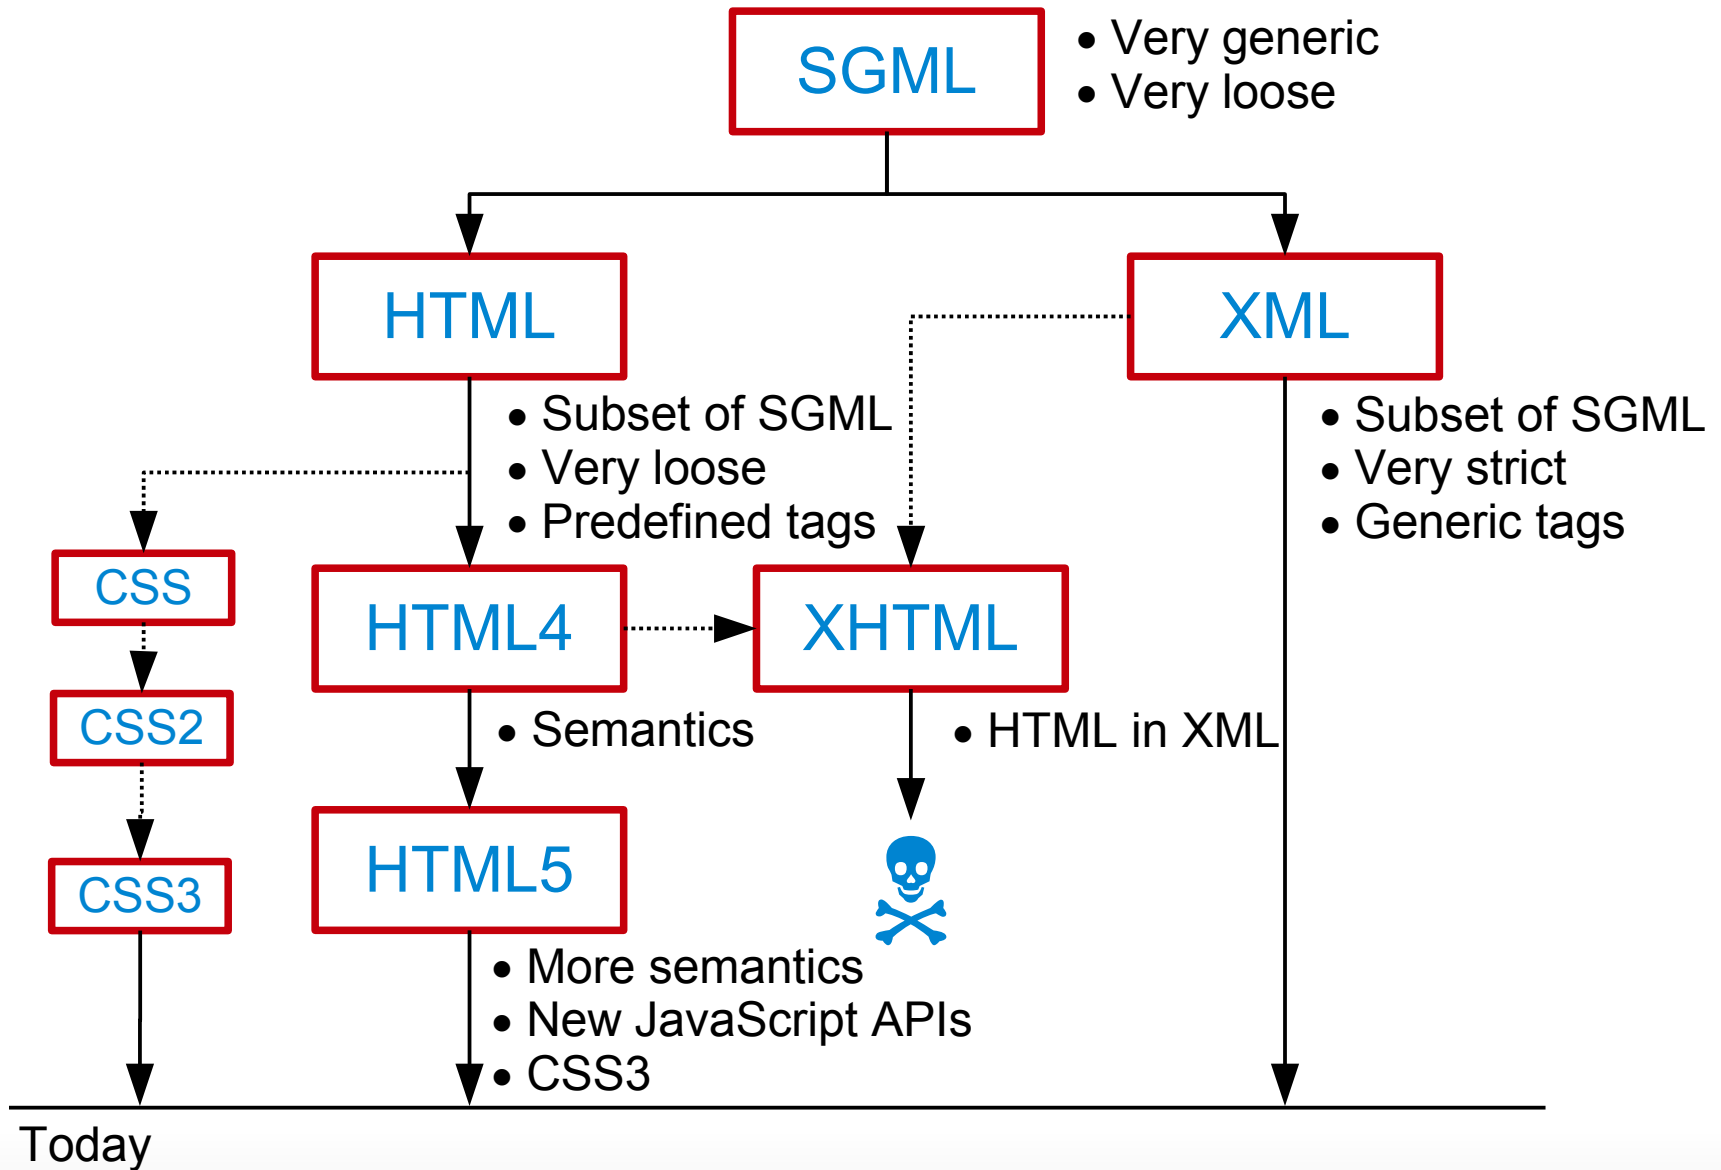 SGML
• Very generic
• Very loose
HTML
XML
• Subset of SGML
• Very loose
• Predefined tags
• Subset of SGML
• Very strict
• Generic tags
CSS
HTML4
XHTML
CSS2
• Semantics
• HTML in XML
HTML5
CSS3
• More semantics
• New JavaScript APIs
• CSS3
Today